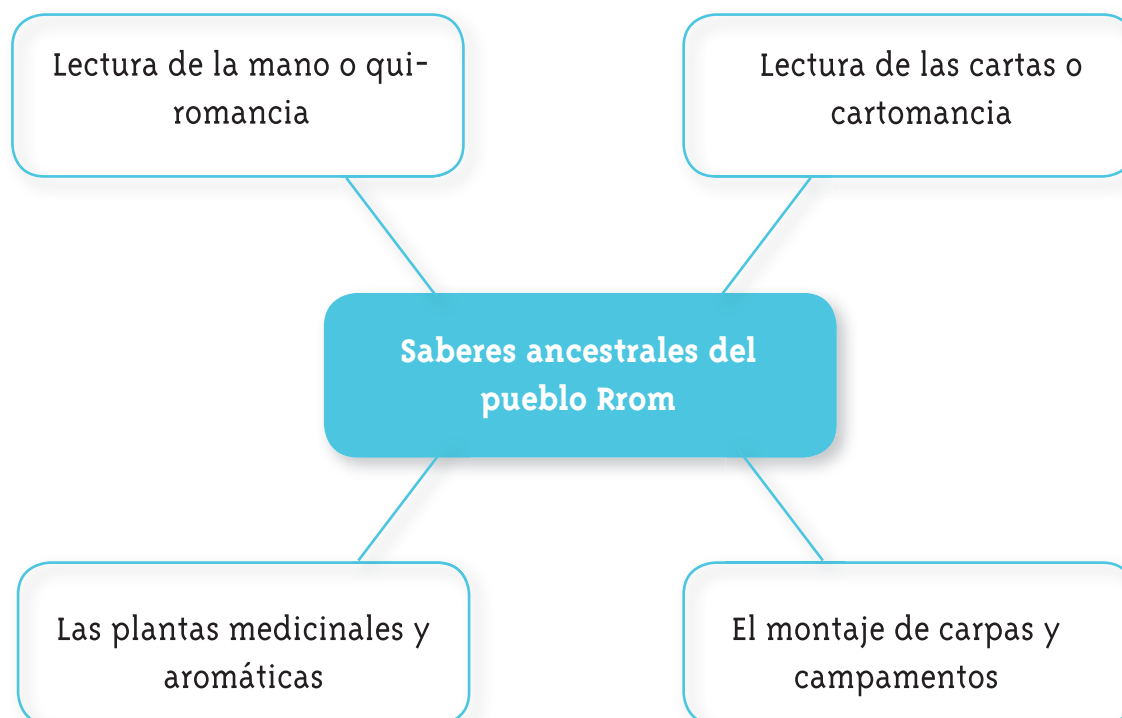 Lectura de la mano o qui-
romancia
Lectura de las cartas o
cartomancia
Saberes ancestrales del
pueblo Rrom
Las plantas medicinales y
aromáticas
El montaje de carpas y
campamentos